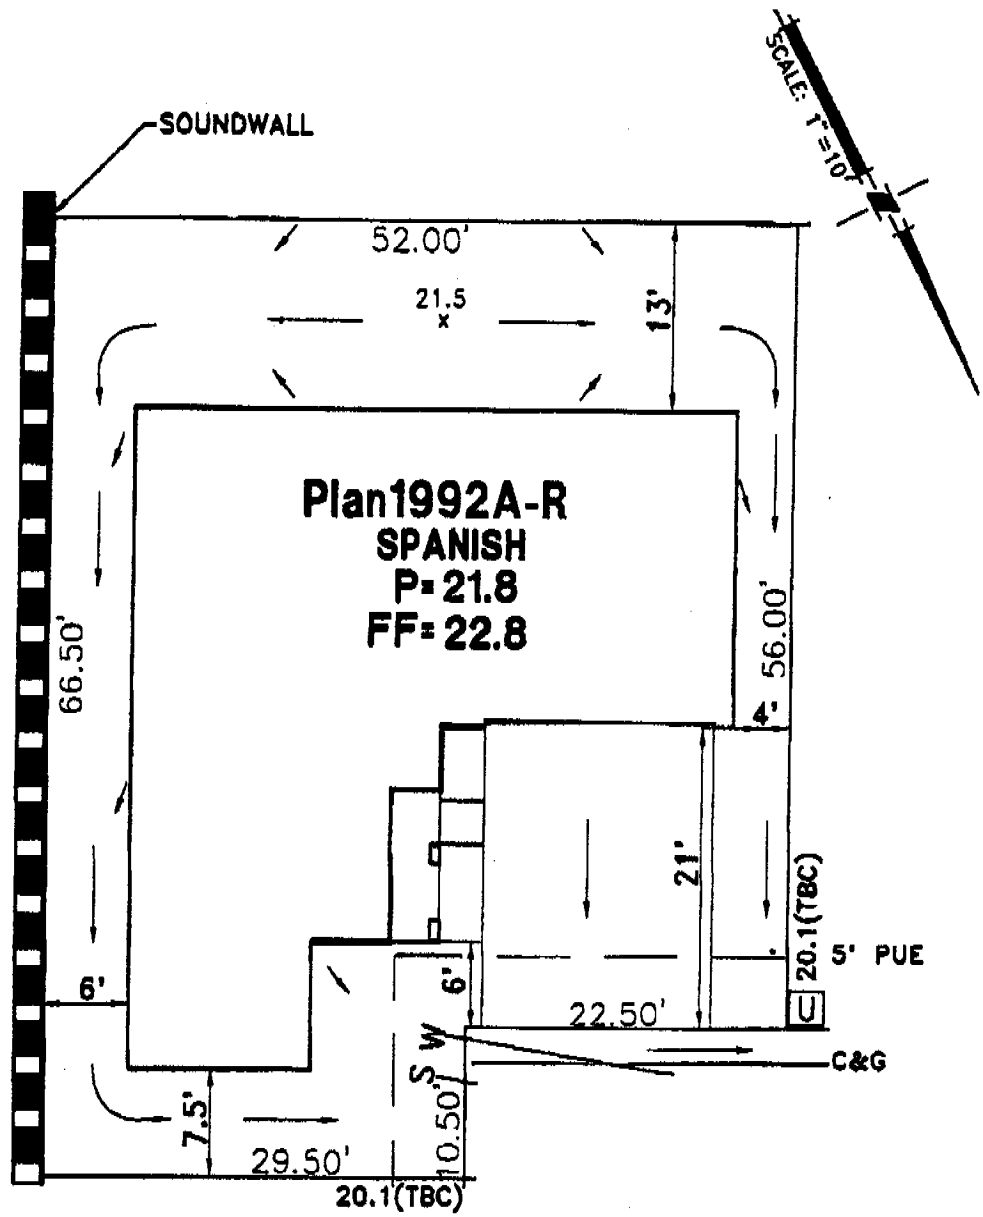 SCALE: 1"=10'
SOUNDWALL
52.00'
21.5
x
13'
Plan1992A-R
SPANISH
P=21.8
FF=22.8
66.50'
56.00'
4'
21'
20.1(TBC)
5' PUE
6'
6'
22.50'
U
W
C&G
S
7.5'
10.50'
29.50'
20.1(TBC)